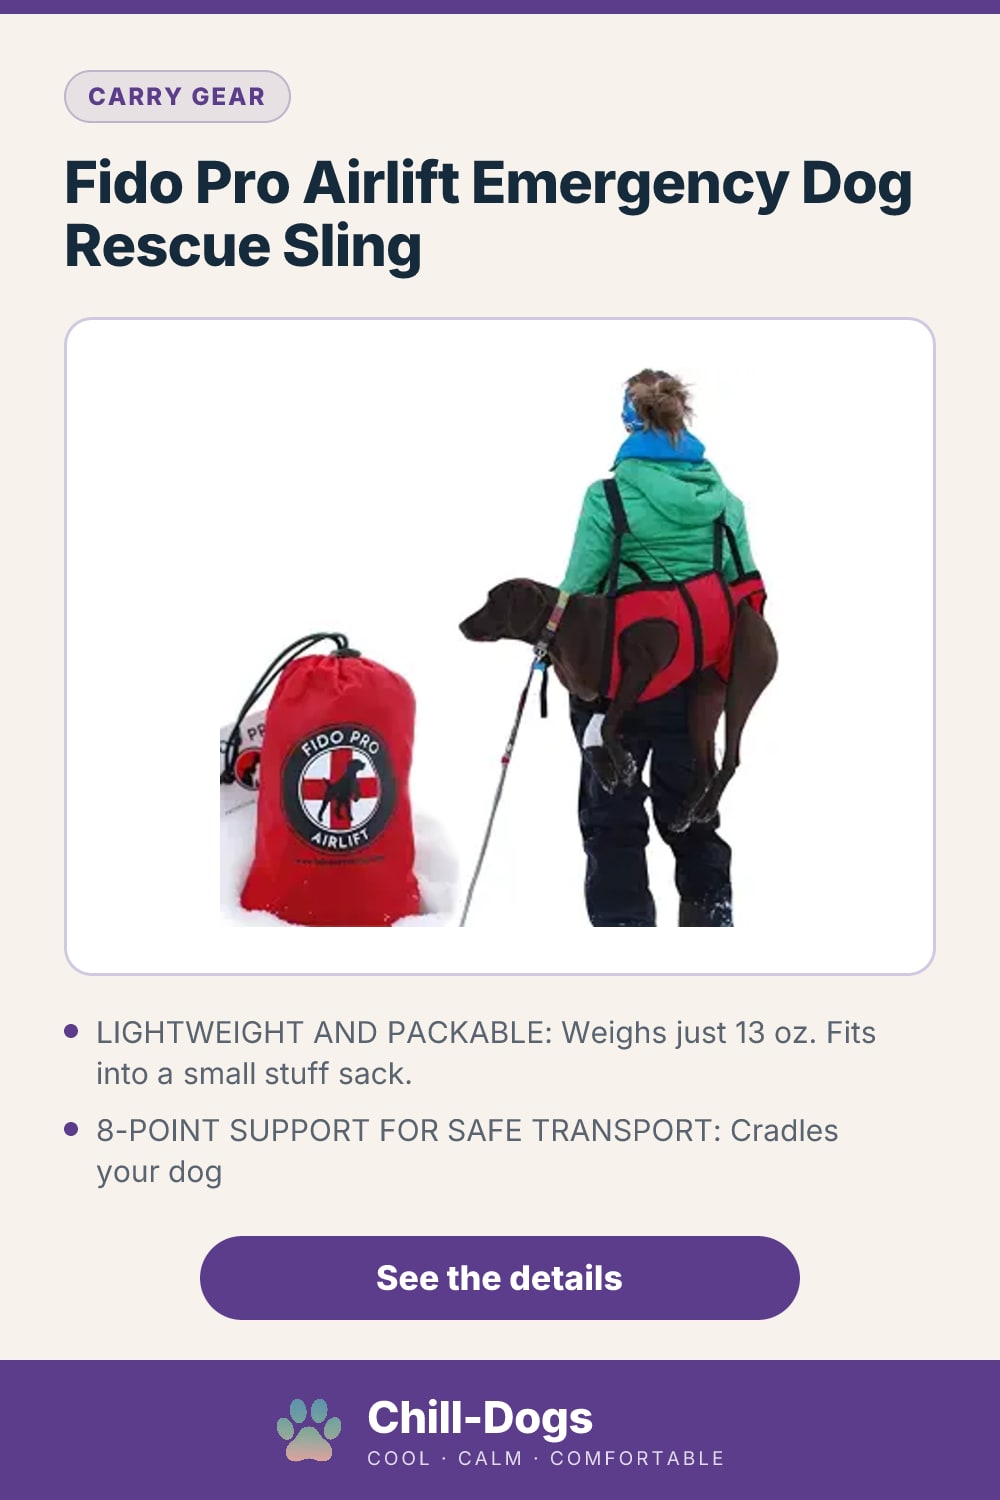 CARRY GEAR
Fido Pro Airlift Emergency Dog
Rescue Sling
FIDO PRO
AIRLIFT
LIGHTWEIGHT AND PACKABLE: Weighs just 13 oz. Fits
into a small stuff sack.
8-POINT SUPPORT FOR SAFE TRANSPORT: Cradles
your dog
See the details
Chill-Dogs
COOL · CALM · COMFORTABLE